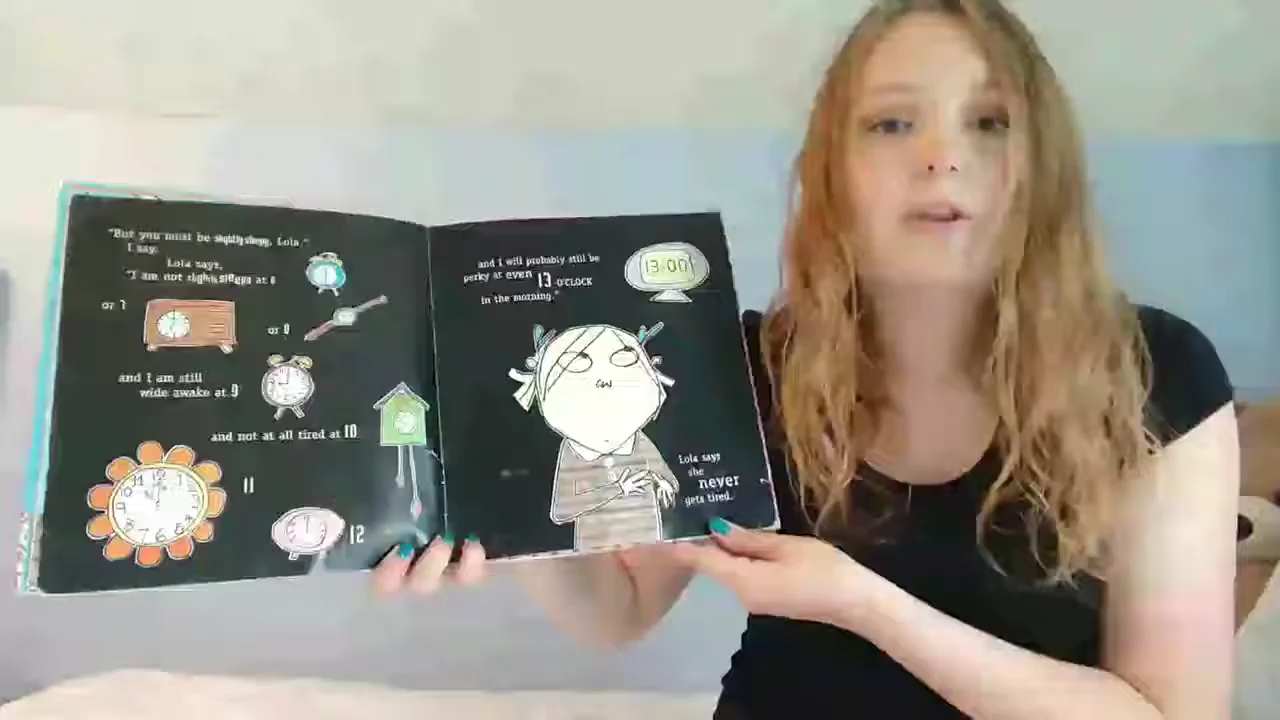 "But you must be slightly sleepy, Lola,"
I say.
Lola says,
"I am not slightly sleepy at 6
or 7
or 8
and I am still
wide awake at 9
and not at all tired at 10
11
12
and I will probably still be
perky at even 13 O'CLOCK
in the morning."
13:00
Lola says
she
never
gets tired.